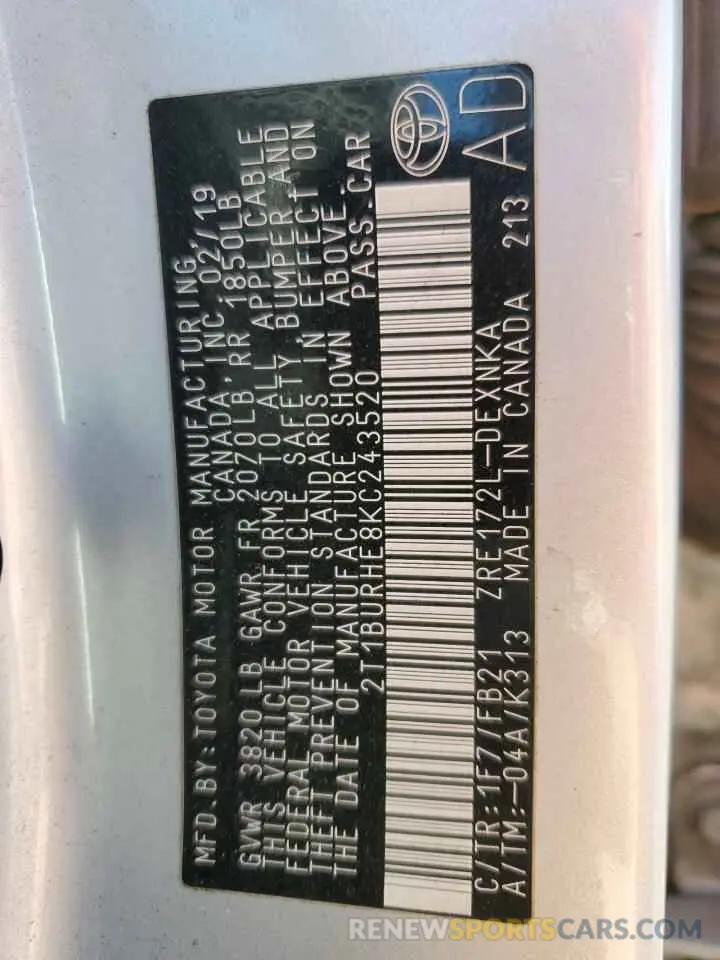 MFD.BY:TOYOTA MOTOR MANUFACTURING,
CANADA, INC. 02/19
GVWR 3820LB GAWR FR 2070LB RR 1850LB
THIS VEHICLE CONFORMS TO ALL APPLICABLE
FEDERAL MOTOR VEHICLE SAFETY,BUMPER,AND
THEFT PREVENTION STANDARDS IN EFFECT ON
THE DATE OF MANUFACTURE SHOWN ABOVE.
2T1BURHE8KC243520 PASS.CAR
C/TR:1F7/FB21 ZRE172L-DEXNKA
A/TM:-04A/K313 MADE IN CANADA 213
AD
RENEWSPORTSCARS.COM